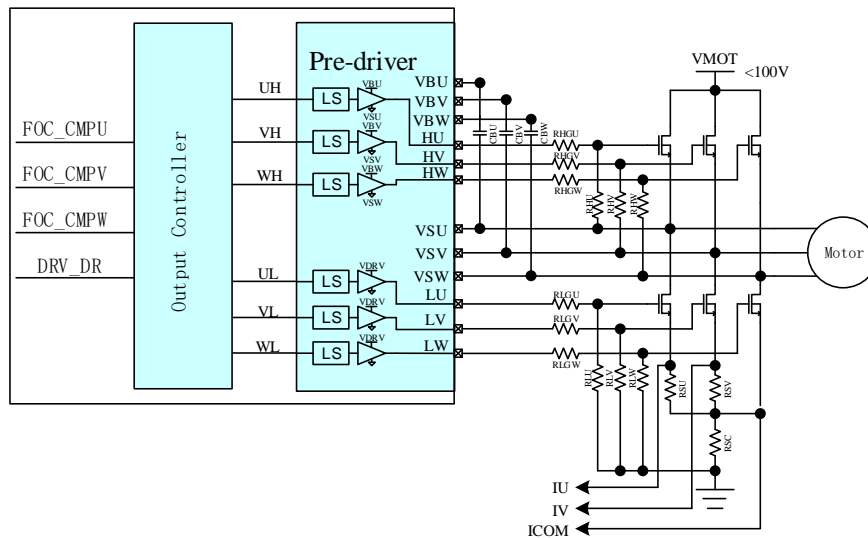 Pre-driver
Output Controller
FOC_CMPU
FOC_CMPV
FOC_CMPW
DRV_DR
UH
VH
WH
UL
VL
WL
LS
VBU
VSU
LS
VBV
VSV
LS
VBW
VSW
LS
VDRV
LS
VDRV
LS
VDRV
VBU
VBV
VBW
HU
HV
HW
VSU
VSV
VSW
LU
LV
LW
CBU
CBV
CBW
RHGU
RHGV
RHGW
RHU
RHV
RHW
RLGU
RLGV
RLGW
RLU
RLV
RLW
RSU
RSV
RSC
VMOT
<100V
Motor
IU
IV
ICOM